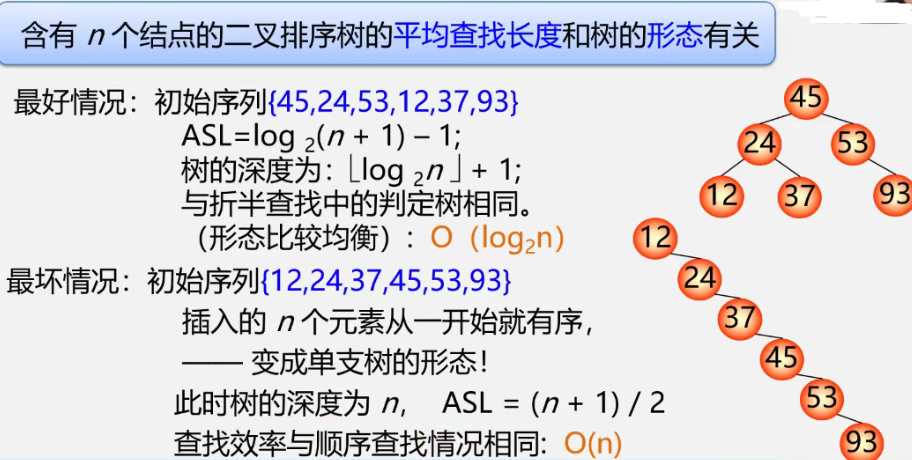 含有 n 个结点的二叉排序树的平均查找长度和树的形态有关
最好情况：初始序列{45,24,53,12,37,93}
ASL=log 2(n + 1) – 1;
树的深度为：⌊log 2n ⌋ + 1;
与折半查找中的判定树相同。
（形态比较均衡）：O（log2n）
最坏情况：初始序列{12,24,37,45,53,93}
插入的 n 个元素从一开始就有序，
—— 变成单支树的形态！
此时树的深度为 n， ASL = (n + 1) / 2
查找效率与顺序查找情况相同：O(n)
45
24 53
12 37 93
12
24
37
45
53
93